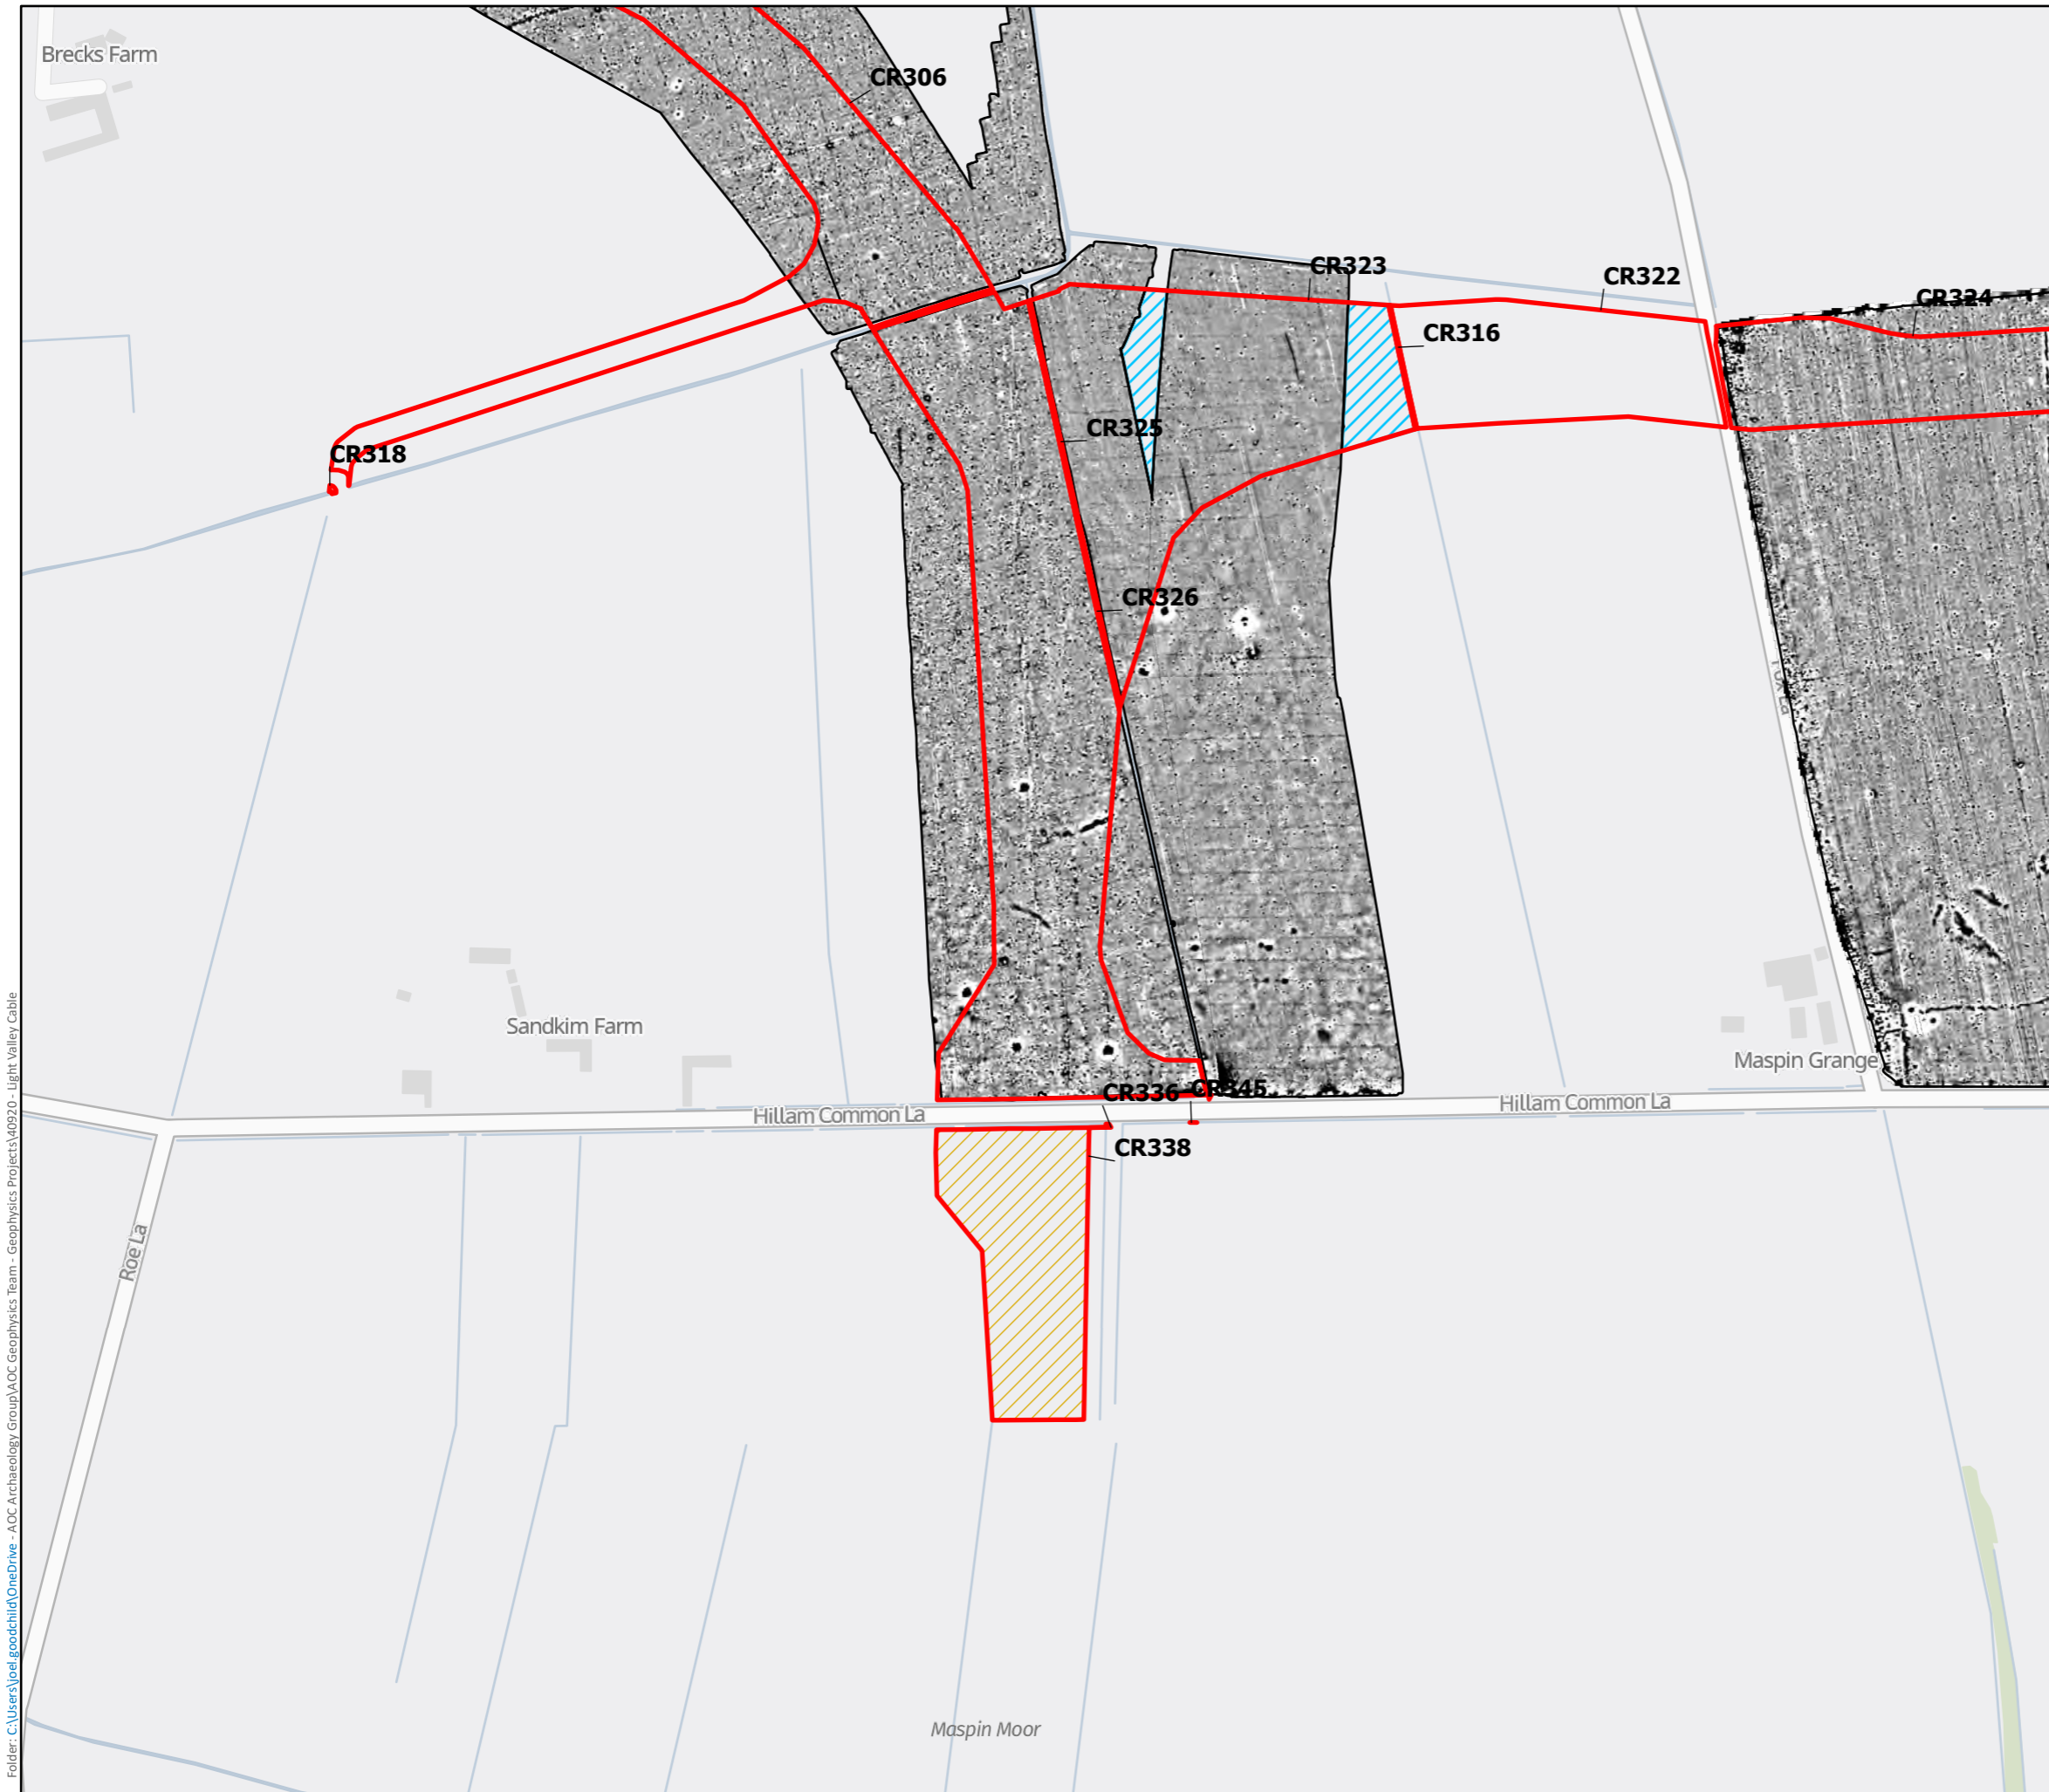 Brecks Farm
CR306
CR323
CR322
CR324
CR316
CR325
CR318
CR326
Sandkim Farm
Maspin Grange
CR336
CR345
Hillam Common La
Hillam Common La
CR338
Roe La
Maspin Moor
Folder: C:\Users\joel.goodchild\OneDrive - AOC Archaeology Group\AOC Geophysics Team - Geophysics Projects\40920 - Light Valley Cable